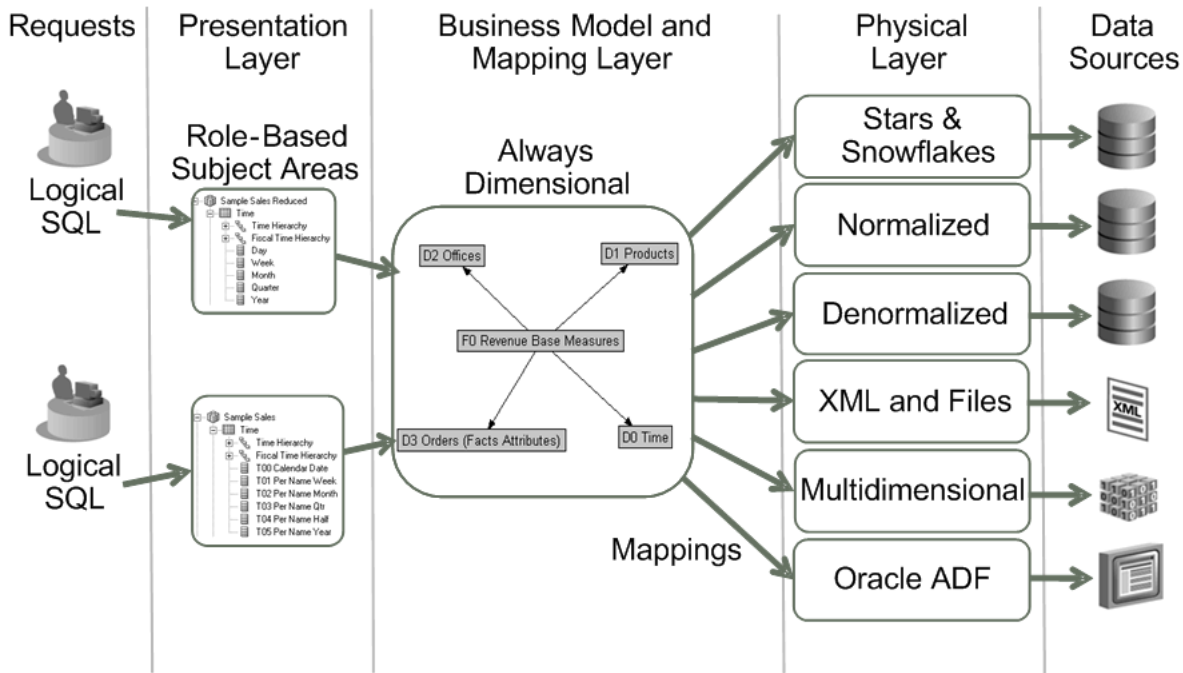 Requests
Presentation
Layer
Business Model and
Mapping Layer
Physical
Layer
Data
Sources
Logical
SQL
Logical
SQL
Role-Based
Subject Areas
Sample Sales Reduced
Time
Time Hierarchy
Fiscal Time Hierarchy
Day
Week
Month
Quarter
Year
Sample Sales
Time
Time Hierarchy
Fiscal Time Hierarchy
T00 Calendar Date
T01 Per Name Week
T02 Per Name Month
T03 Per Name Qtr
T04 Per Name Half
T05 Per Name Year
Always
Dimensional
D2 Offices
D1 Products
F0 Revenue Base Measures
D3 Orders (Facts Attributes)
D0 Time
Mappings
Stars &
Snowflakes
Normalized
Denormalized
XML and Files
Multidimensional
Oracle ADF
XML